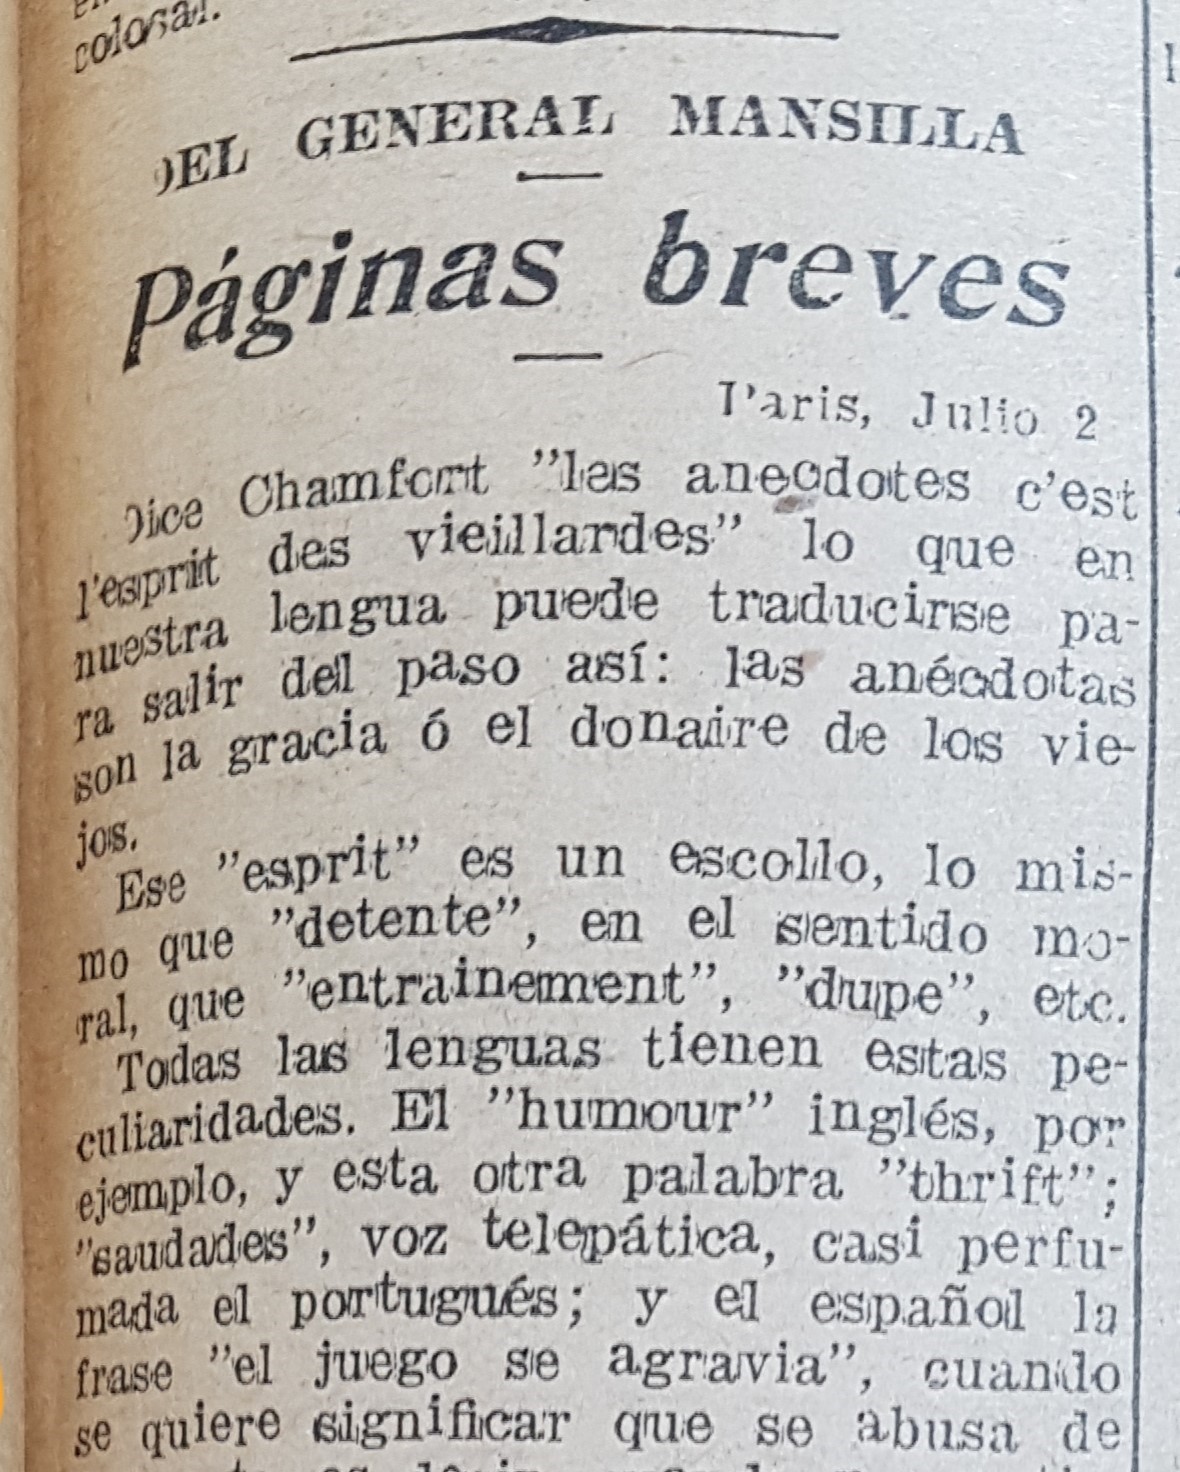 colosal.
DEL GENERAL MANSILLA
Páginas breves
Paris, Julio 2
Dice Chamfort "les anecdotes c'est
l'esprit des vieillardes" lo que en
nuestra lengua puede traducirse pa-
ra salir del paso así: las anécdotas
son la gracia ó el donaire de los vie-
jos.
Ese "esprit" es un escollo, lo mis-
mo que "detente", en el sentido mo-
ral, que "entrainement", "dupe", etc.
Todas las lenguas tienen estas pe-
culiaridades. El "humour" inglés, por
ejemplo, y esta otra palabra "thrift";
"saudades", voz telepática, casi perfu-
mada el portugués; y el español la
frase "el juego se agravia", cuando
se quiere significar que se abusa de